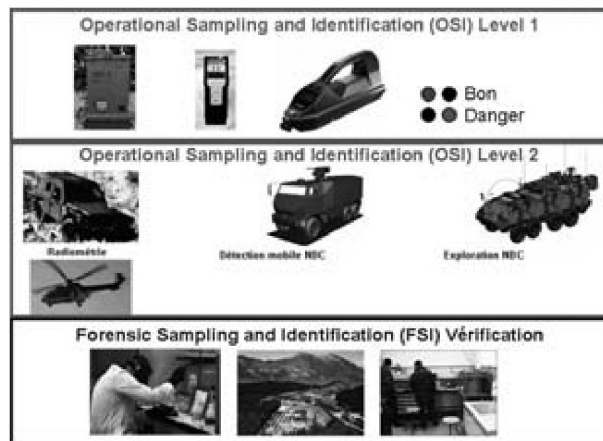 Operational Sampling and Identification (OSI) Level 1
Bon
Danger
Operational Sampling and Identification (OSI) Level 2
Radiométrie
Détection mobile NBC
Exploration NBC
Forensic Sampling and Identification (FSI) Vérification